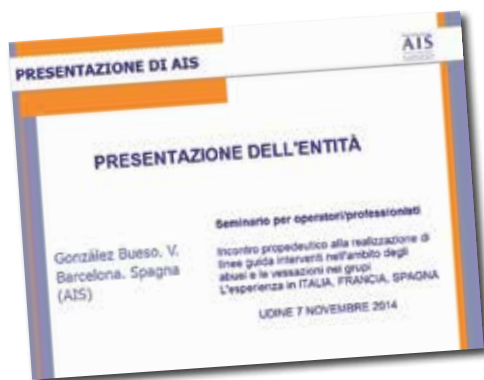 PRESENTAZIONE DI AIS
AIS
PRESENTAZIONE DELL'ENTITÀ
González Bueso, V.
Barcelona, Spagna
(AIS)
Seminario per operatori/professionisti
Incontro propedeutico alla realizzazione di
linee guida interventi nell'ambito degli
abusi e le vessazioni nei grupi
L'esperienza in ITALIA, FRANCIA, SPAGNA
UDINE 7 NOVEMBRE 2014